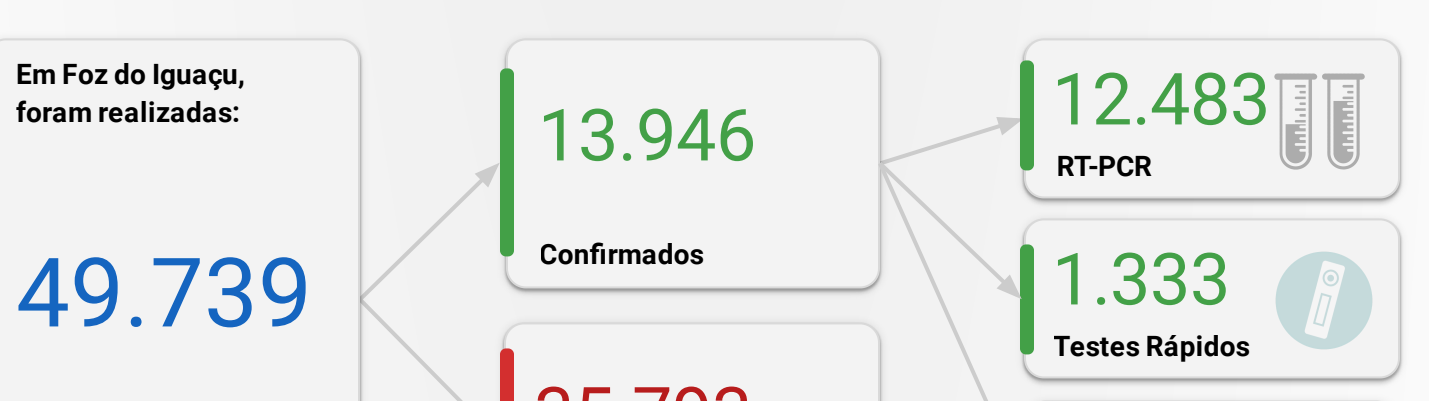 Em Foz do Iguaçu,
foram realizadas:
49.739
13.946
Confirmados
12.483
RT-PCR
1.333
Testes Rápidos